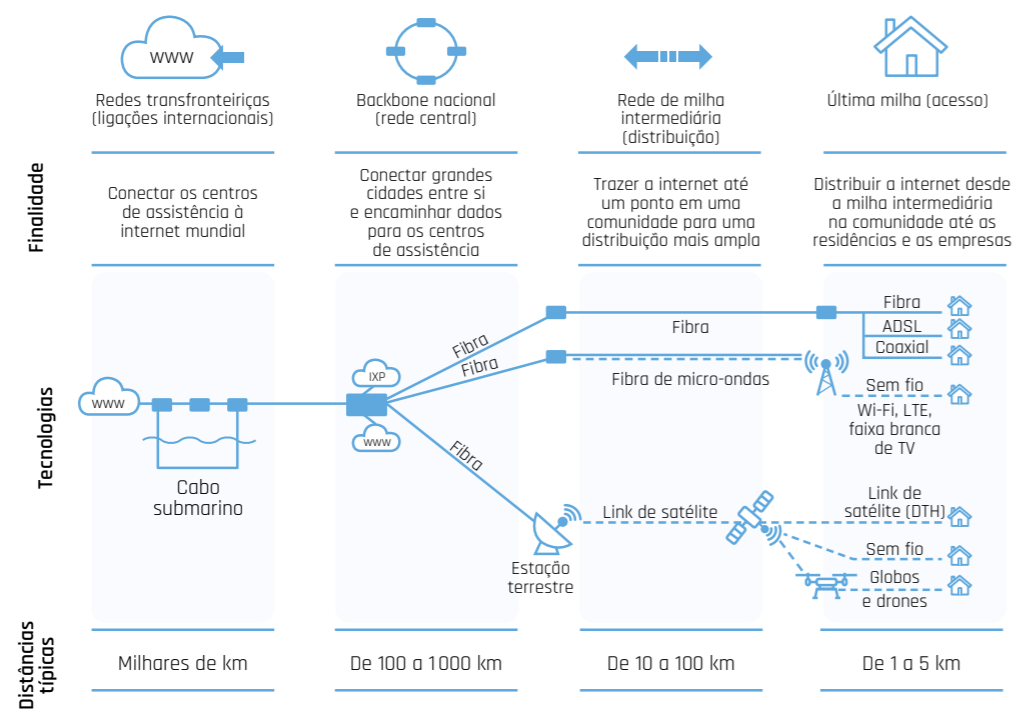 www
Redes transfronteiriças
(ligações internacionais)
Backbone nacional
(rede central)
Rede de milha
intermediária
(distribuição)
Última milha (acesso)
Finalidade
Conectar os centros
de assistência à
internet mundial
Conectar grandes
cidades entre si
e encaminhar dados
para os centros
de assistência
Trazer a internet até
um ponto em uma
comunidade para uma
distribuição mais ampla
Distribuir a internet desde
a milha intermediária
na comunidade até as
residências e as empresas
Tecnologias
www
Cabo
submarino
IXP
www
Fibra
Fibra
Fibra
Estação
terrestre
Fibra
Fibra de micro-ondas
Link de satélite
Fibra
ADSL
Coaxial
Sem fio
Wi-Fi, LTE,
faixa branca
de TV
Link de
satélite (DTH)
Sem fio
Globos
e drones
Distâncias
típicas
Milhares de km
De 100 a 1 000 km
De 10 a 100 km
De 1 a 5 km